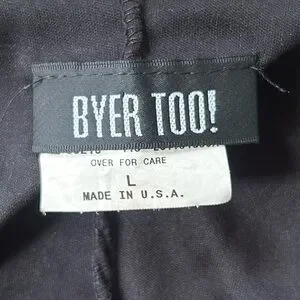 BYER TOO!
OVER FOR CARE
L
MADE IN U.S.A.